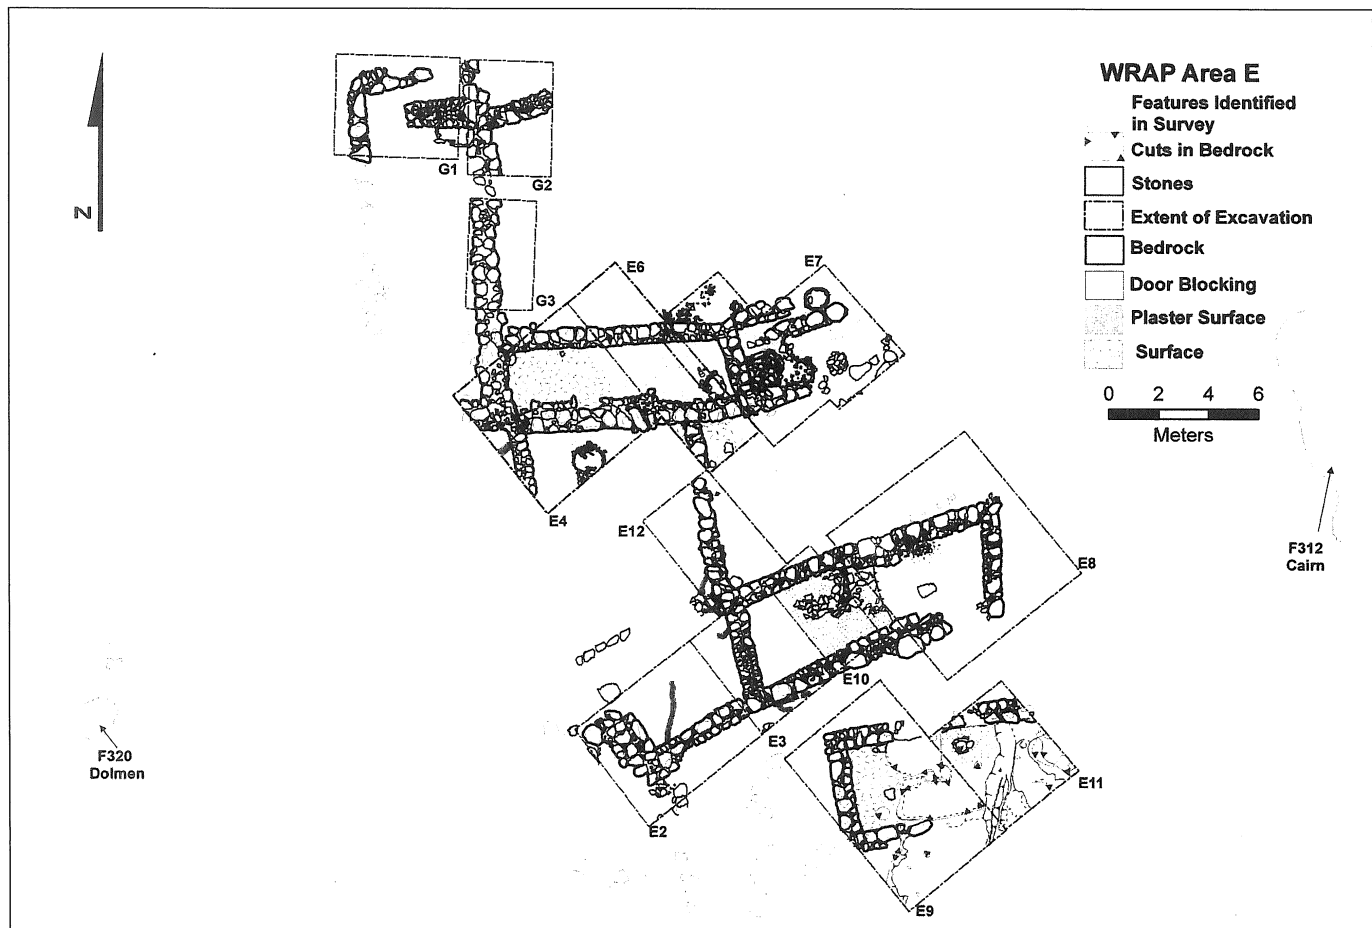 WRAP Area E
Features Identified
in Survey
Cuts in Bedrock
Stones
Extent of Excavation
Bedrock
Door Blocking
Plaster Surface
Surface
0 2 4 6
Meters
N
G1
G2
G3
E6
E7
E4
E12
E8
F312
Cairn
E10
E3
F320
Dolmen
E11
E2
E9